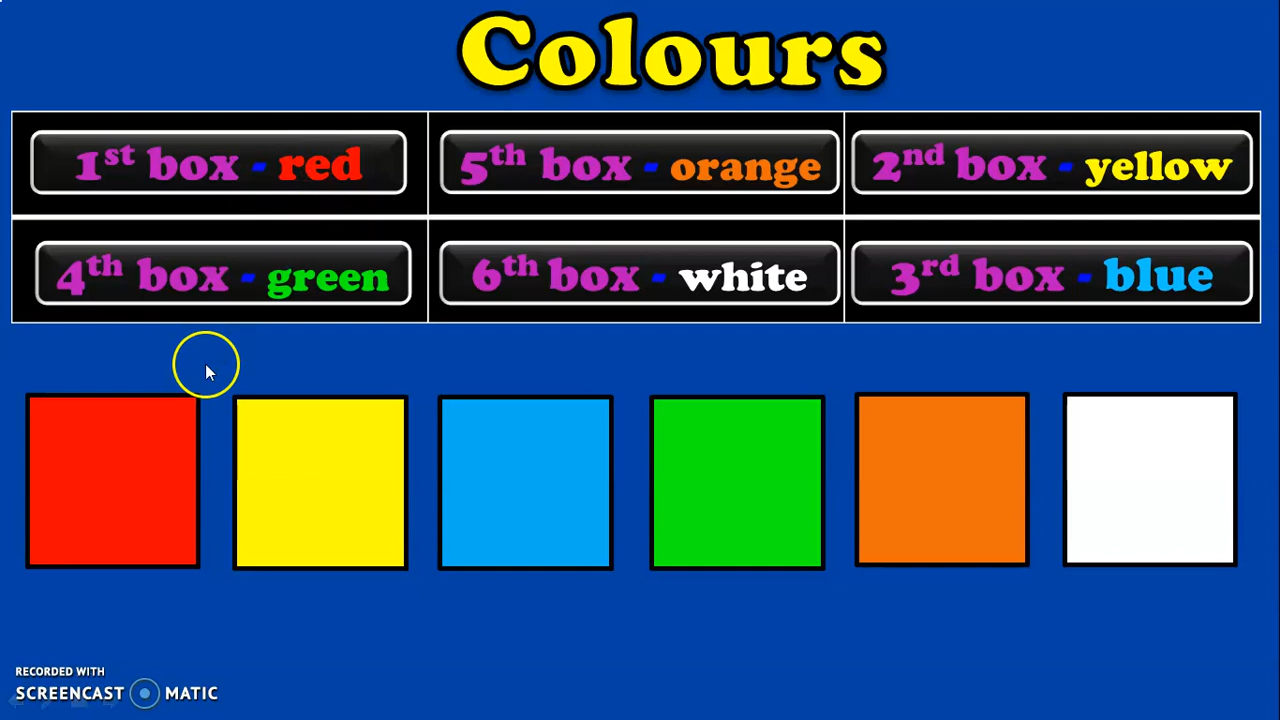 Colours
1st box - red
5th box - orange
2nd box - yellow
4th box - green
6th box - white
3rd box - blue
RECORDED WITH
SCREENCAST MATIC